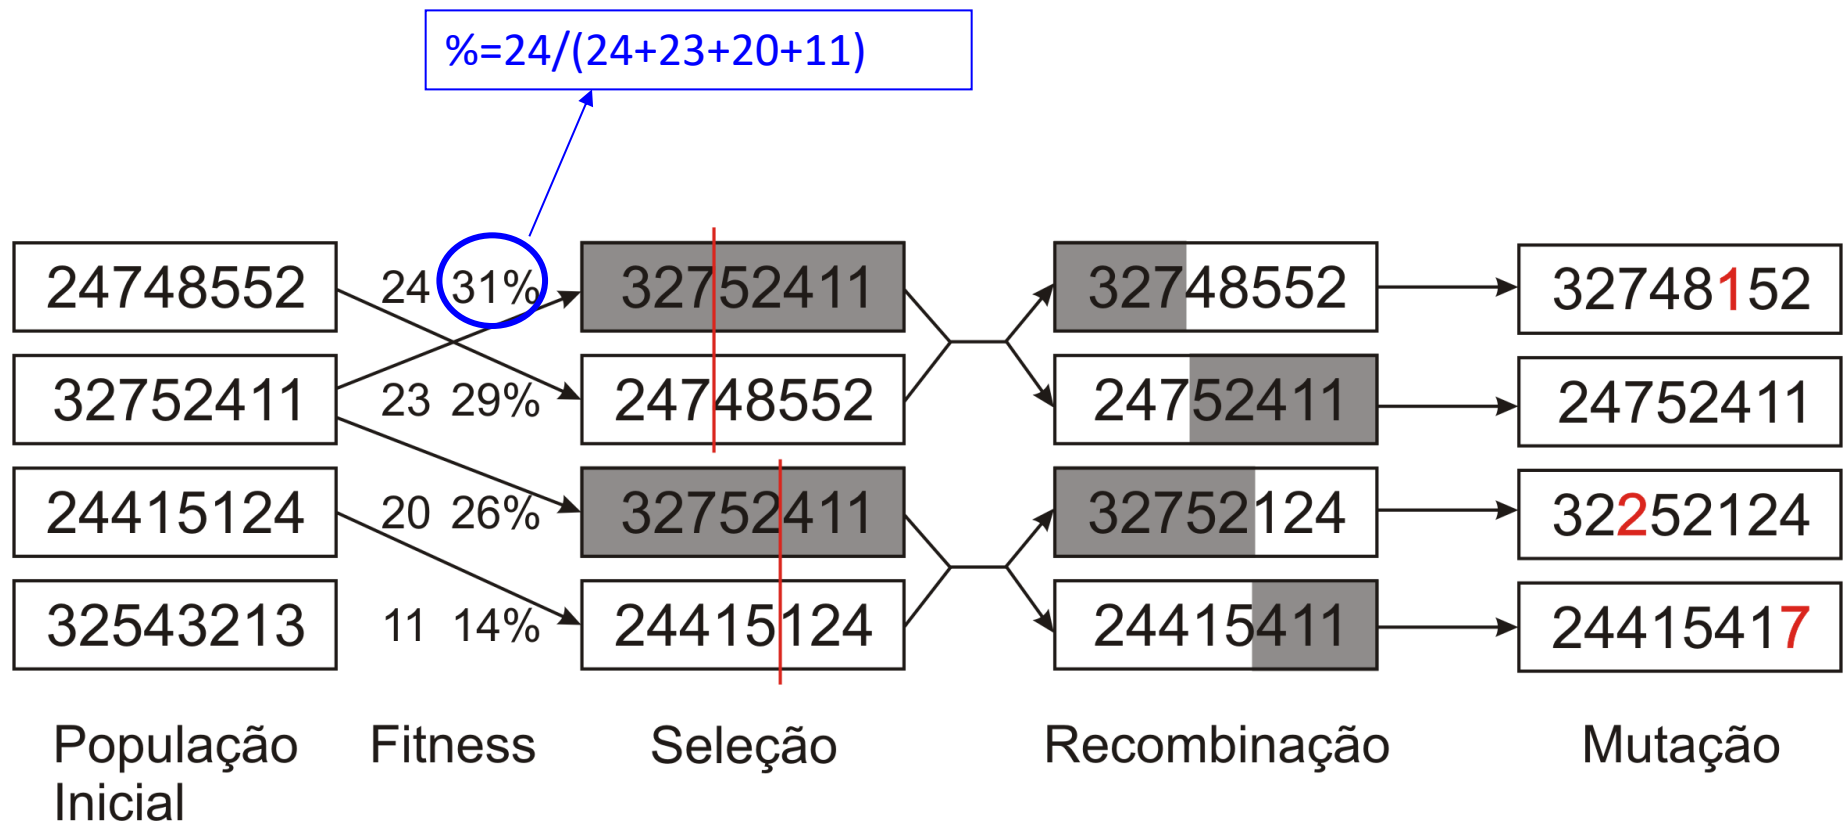 %=24/(24+23+20+11)
24748552 24 31% 32752411 32748552 32748152
32752411 23 29% 24748552 24752411 24752411
24415124 20 26% 32752411 32752124 32252124
32543213 11 14% 24415124 24415411 24415417
População Fitness Seleção Recombinação Mutação
Inicial